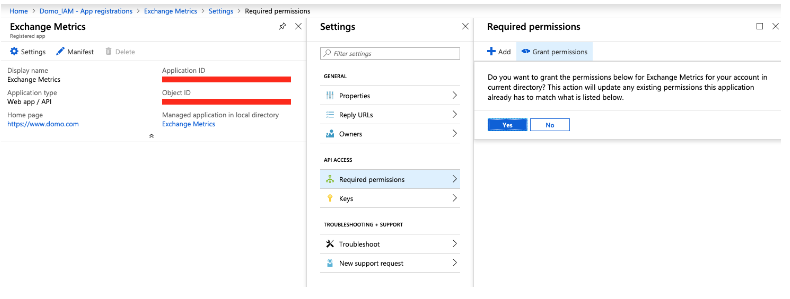 Home > Domo_IAM - App registrations > Exchange Metrics > Settings > Required permissions
Exchange Metrics
Registered app
Settings Manifest Delete
Display name
Exchange Metrics
Application type
Web app / API
Home page
https://www.domo.com
Application ID
Object ID
Managed application in local directory
Exchange Metrics
Settings
Filter settings
GENERAL
Properties
Reply URLs
Owners
API ACCESS
Required permissions
Keys
TROUBLESHOOTING + SUPPORT
Troubleshoot
New support request
Required permissions
Add Grant permissions
Do you want to grant the permissions below for Exchange Metrics for your account in
current directory? This action will update any existing permissions this application
already has to match what is listed below.
Yes No